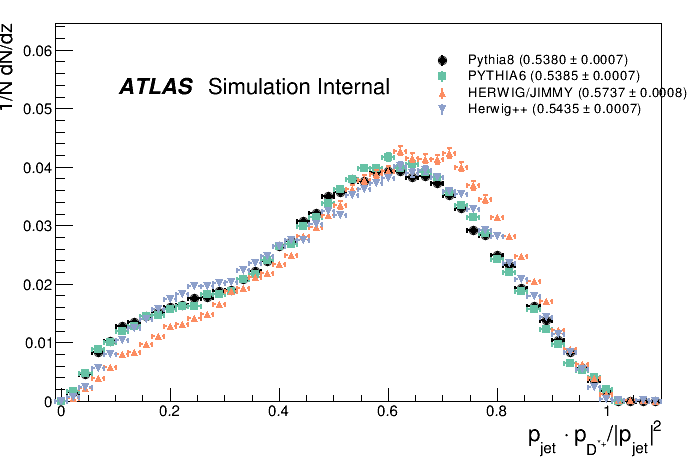 1/N dN/dz
0.06
0.05
0.04
0.03
0.02
0.01
0
ATLAS Simulation Internal
Pythia8 (0.5380 ± 0.0007)
PYTHIA6 (0.5385 ± 0.0007)
HERWIG/JIMMY (0.5737 ± 0.0008)
Herwig++ (0.5435 ± 0.0007)
0 0.2 0.4 0.6 0.8 1
p_jet · p_D*+/|p_jet|²